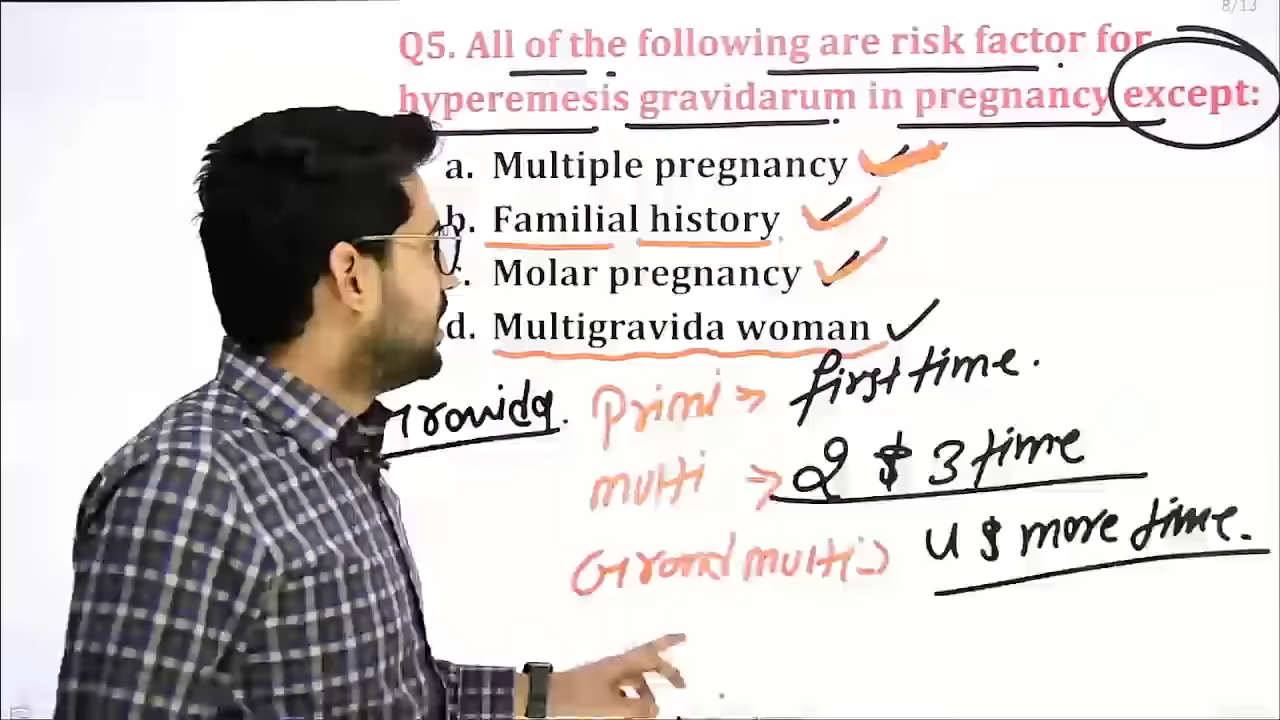 8/13
Q5. All of the following are risk factor for
hyperemesis gravidarum in pregnancy except:
a. Multiple pregnancy
b. Familial history
c. Molar pregnancy
d. Multigravida woman
Gravida. Primi → first time.
multi → 2 $ 3 time
Grand multi → 4 $ more time.